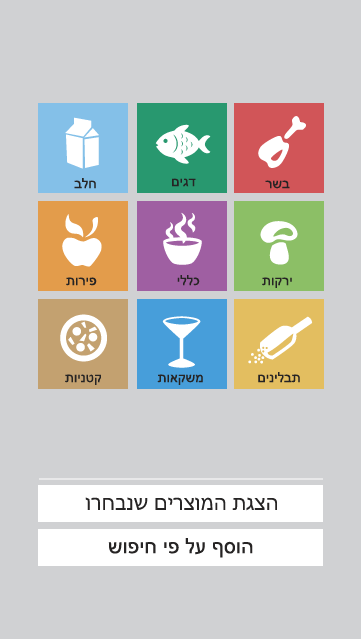 בשר
דגים
חלב
ירקות
כללי
פירות
תבלינים
משקאות
קטניות
הצגת המוצרים שנבחרו
הוסף על פי חיפוש